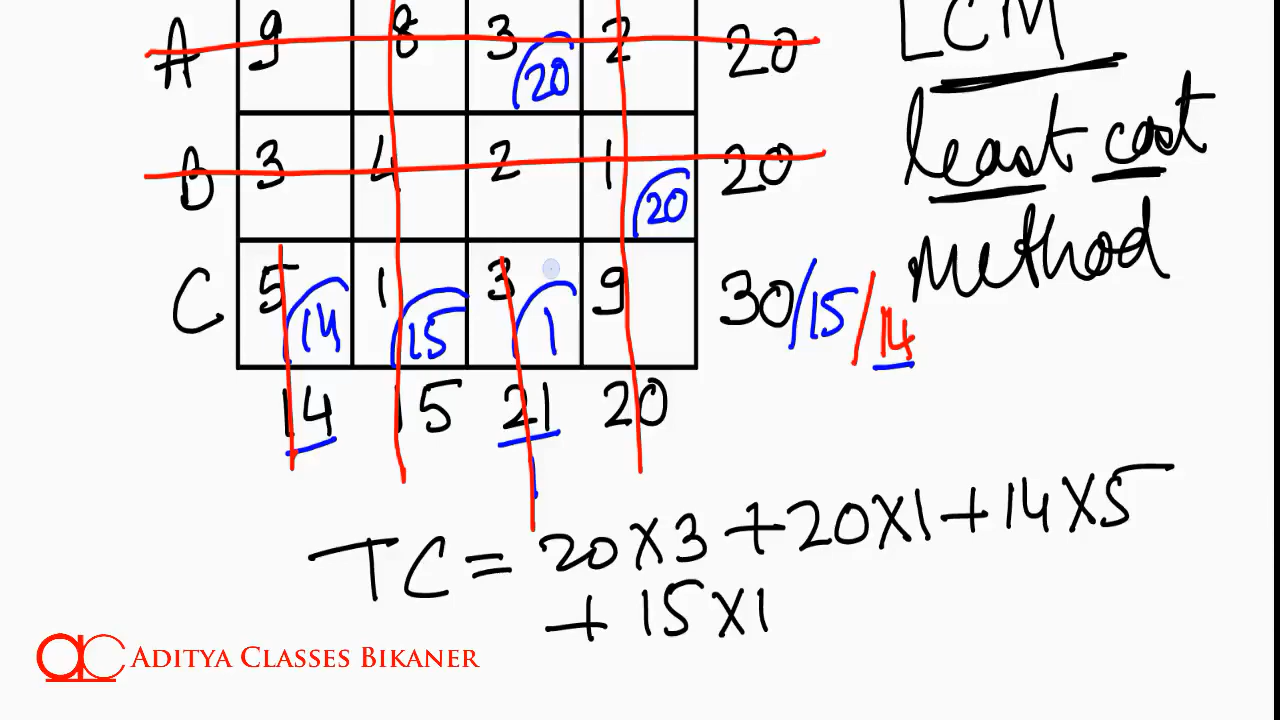 LCM
least cost
method
A 9 8 3 20 2 20
B 3 4 2 1 20 20
C 5 14 1 15 3 1 9 30/15/14
14 15 21 20
1
TC = 20X3 + 20X1 + 14X5
+ 15X1
ac ADITYA CLASSES BIKANER